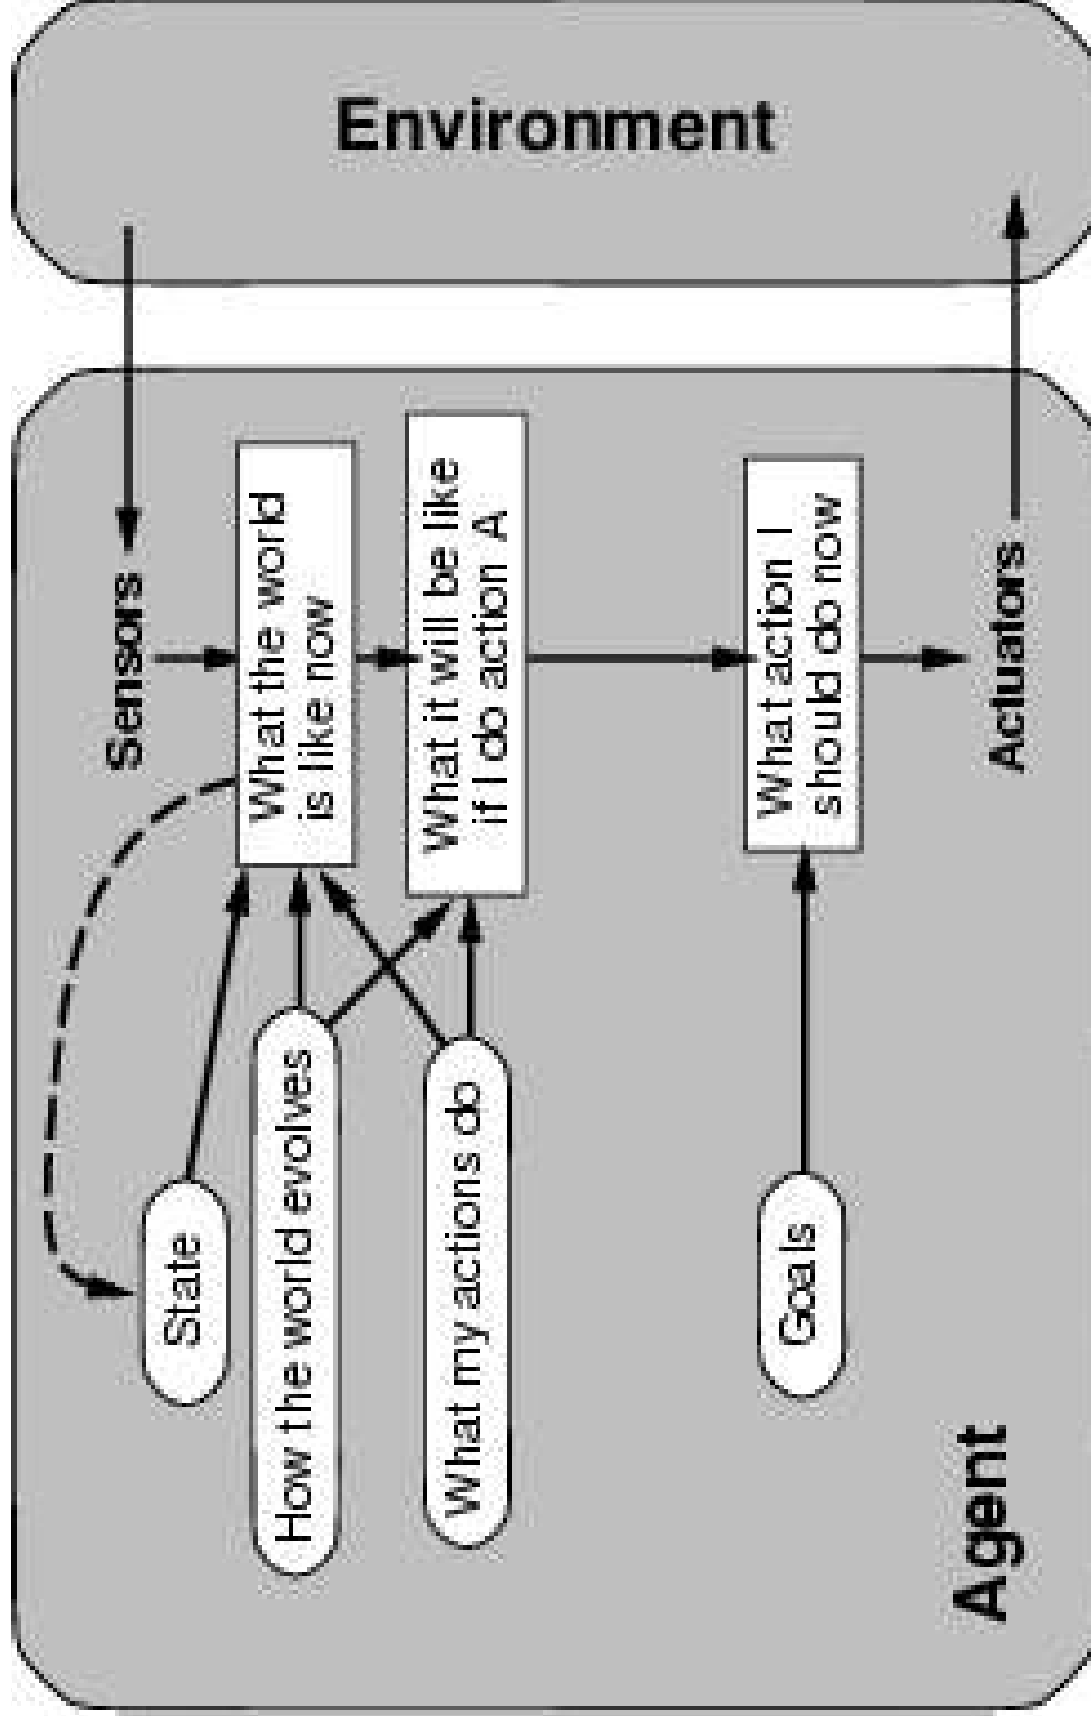 Environment
Sensors
State
What the world
is like now
How the world evolves
What it will be like
if I do action A
What my actions do
Goals
What action I
should do now
Agent
Actuators